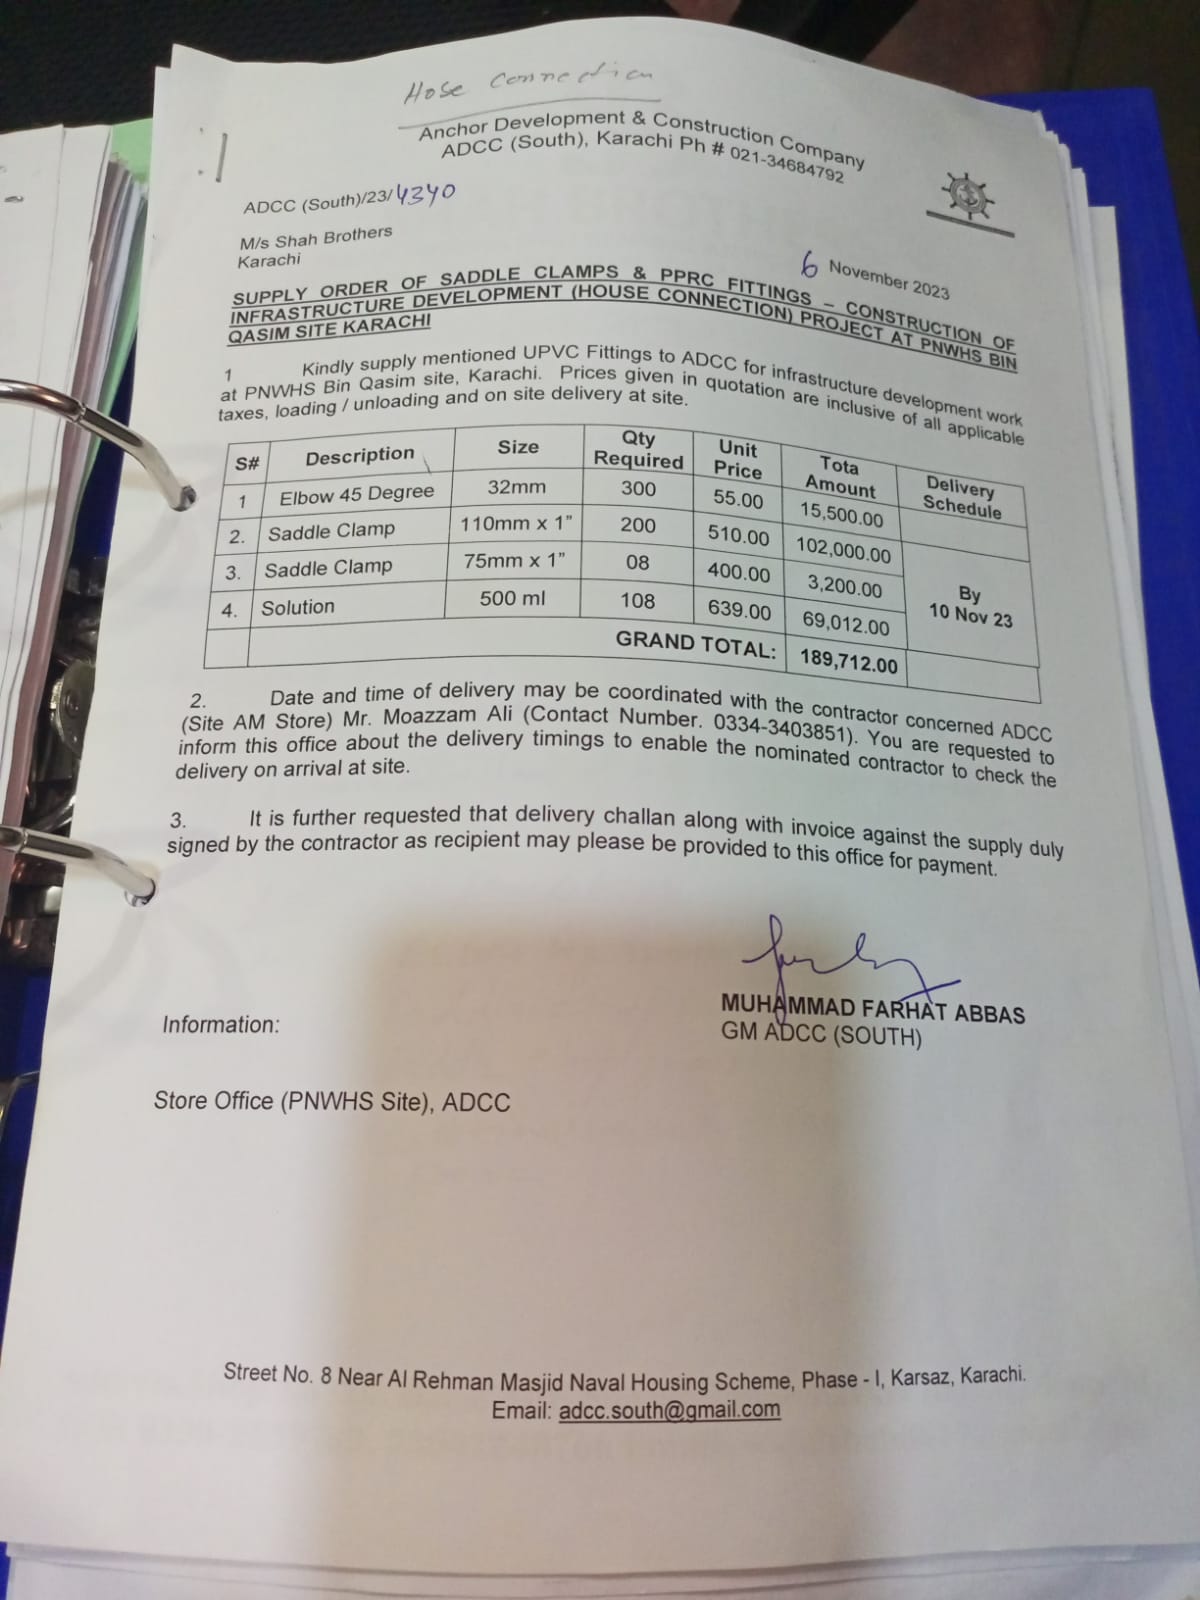 Hose Connection
Anchor Development & Construction Company
ADCC (South), Karachi Ph # 021-34684792
ADCC (South)/23/4340
M/s Shah Brothers
Karachi
6 November 2023
SUPPLY ORDER OF SADDLE CLAMPS & PPRC FITTINGS – CONSTRUCTION OF
INFRASTRUCTURE DEVELOPMENT (HOUSE CONNECTION) PROJECT AT PNWHS BIN
QASIM SITE KARACHI
1 Kindly supply mentioned UPVC Fittings to ADCC for infrastructure development work
at PNWHS Bin Qasim site, Karachi. Prices given in quotation are inclusive of all applicable
taxes, loading / unloading and on site delivery at site.
S# Description Size Qty Required Unit Price Tota Amount Delivery Schedule
1 Elbow 45 Degree 32mm 300 55.00 15,500.00
2. Saddle Clamp 110mm x 1” 200 510.00 102,000.00
3. Saddle Clamp 75mm x 1” 08 400.00 3,200.00
4. Solution 500 ml 108 639.00 69,012.00
By
10 Nov 23
GRAND TOTAL: 189,712.00
2. Date and time of delivery may be coordinated with the contractor concerned ADCC
(Site AM Store) Mr. Moazzam Ali (Contact Number. 0334-3403851). You are requested to
inform this office about the delivery timings to enable the nominated contractor to check the
delivery on arrival at site.
3. It is further requested that delivery challan along with invoice against the supply duly
signed by the contractor as recipient may please be provided to this office for payment.
MUHAMMAD FARHAT ABBAS
GM ADCC (SOUTH)
Information:
Store Office (PNWHS Site), ADCC
Street No. 8 Near Al Rehman Masjid Naval Housing Scheme, Phase - I, Karsaz, Karachi.
Email: adcc.south@gmail.com